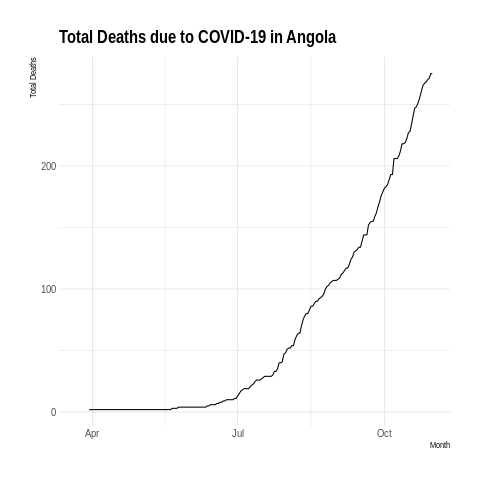 Total Deaths due to COVID-19 in Angola
Total Deaths
200
100
0
Apr Jul Oct
Month